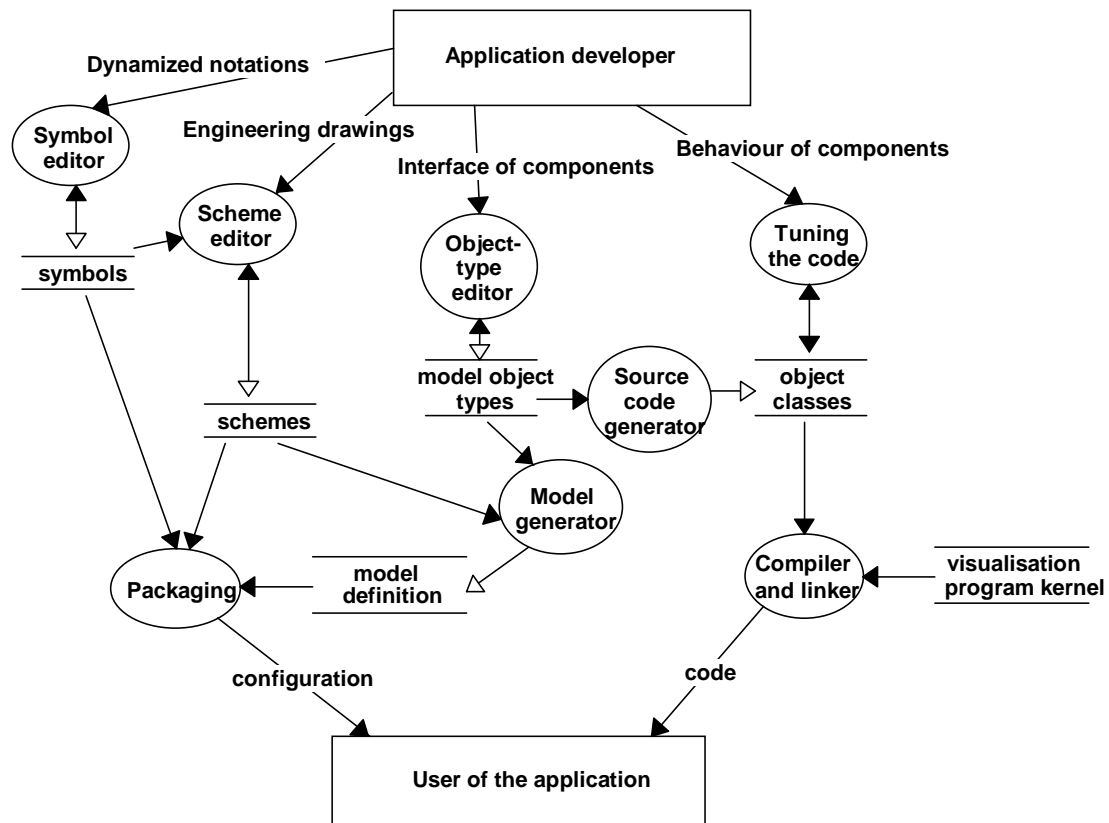 Application developer
Dynamized notations
Engineering drawings
Interface of components
Behaviour of components
Symbol
editor
Scheme
editor
Object-
type
editor
Tuning
the code
symbols
model object
types
Source
code
generator
object
classes
schemes
Model
generator
Packaging
model
definition
Compiler
and linker
visualisation
program kernel
configuration
code
User of the application